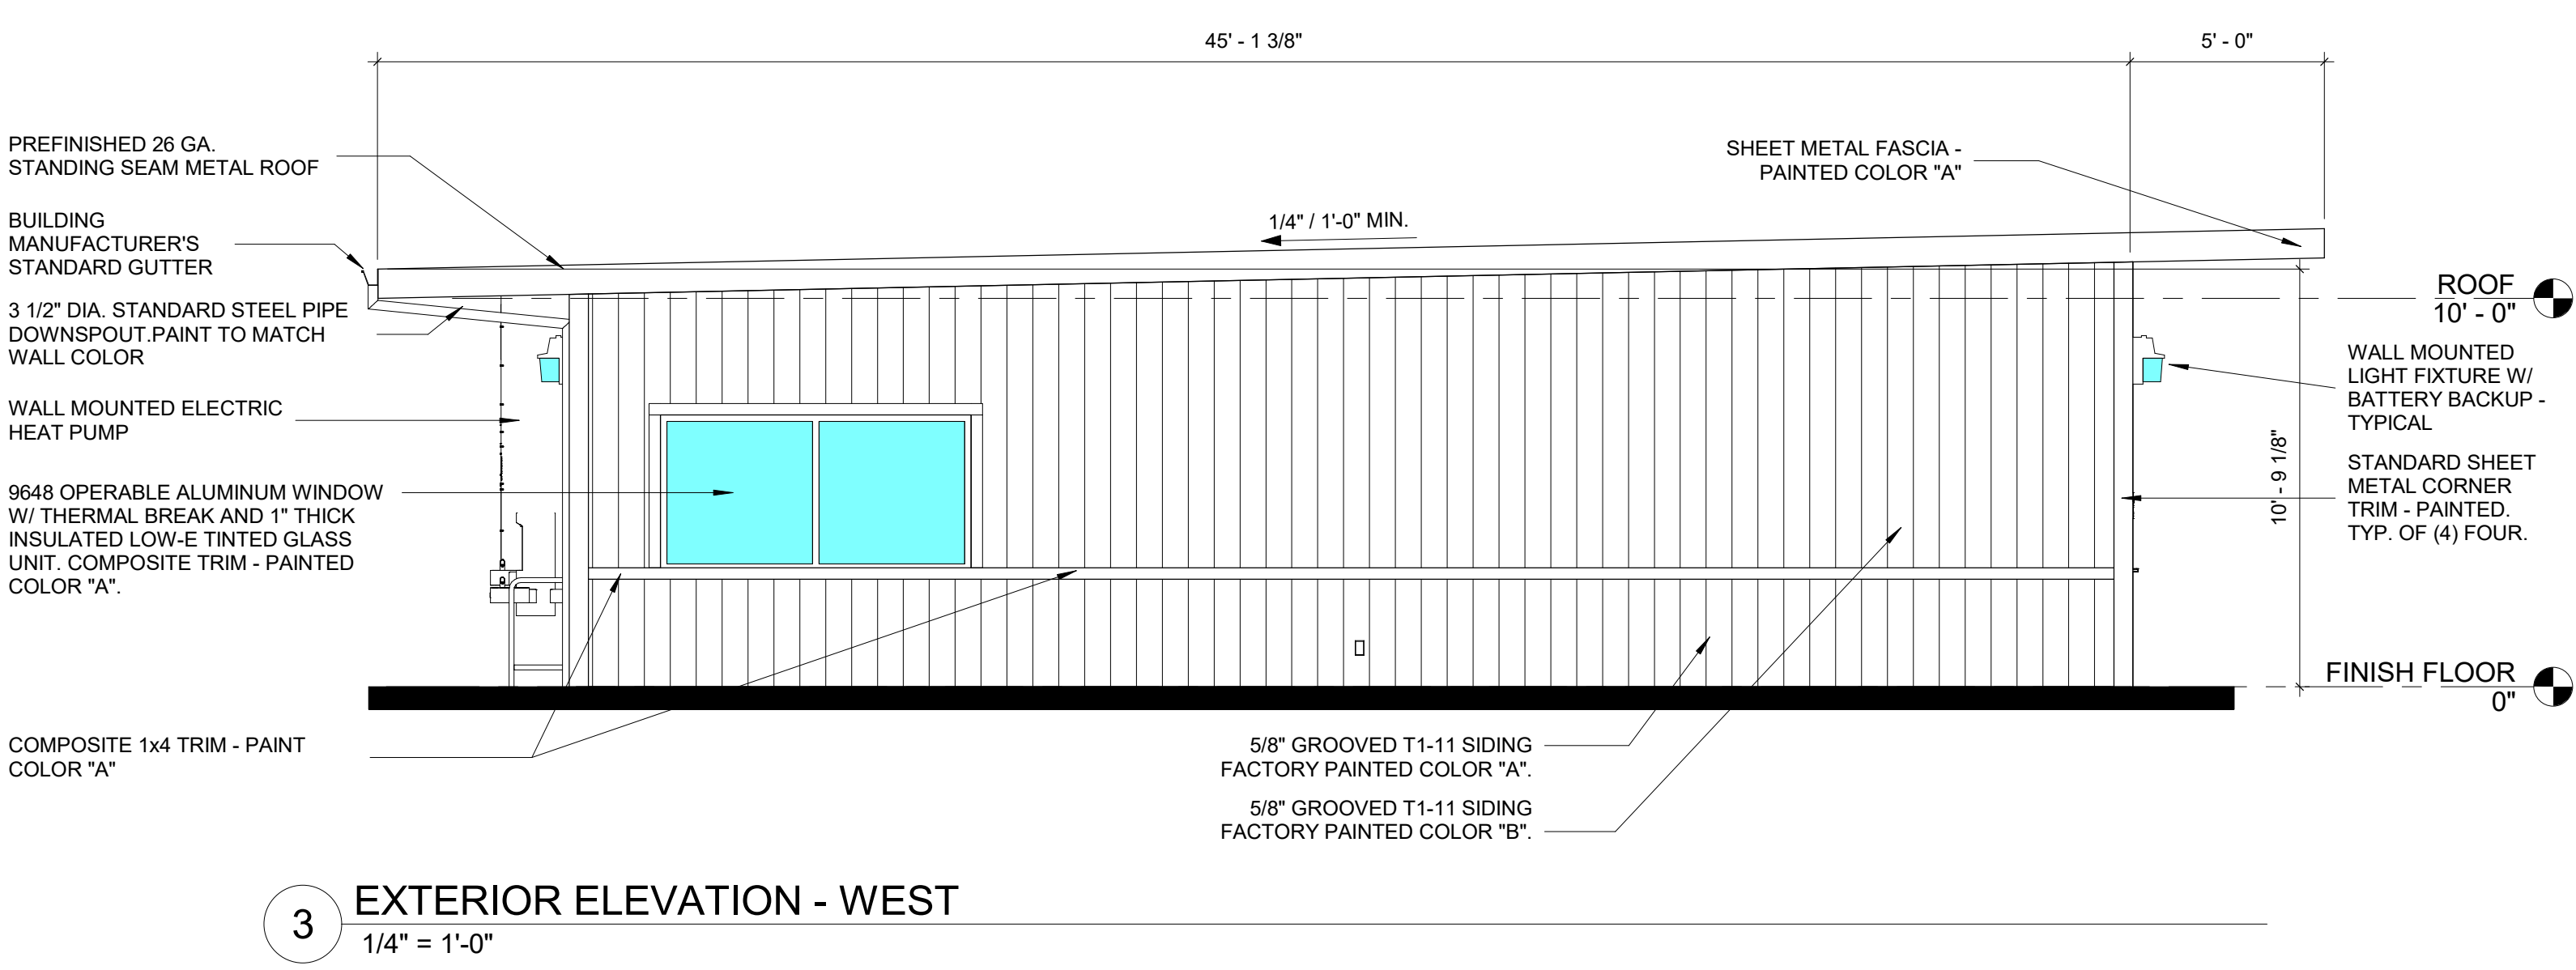 45' - 1 3/8"
5' - 0"
PREFINISHED 26 GA.
STANDING SEAM METAL ROOF
SHEET METAL FASCIA -
PAINTED COLOR "A"
BUILDING
MANUFACTURER'S
STANDARD GUTTER
1/4" / 1'-0" MIN.
3 1/2" DIA. STANDARD STEEL PIPE
DOWNSPOUT.PAINT TO MATCH
WALL COLOR
ROOF
10' - 0"
WALL MOUNTED ELECTRIC
HEAT PUMP
WALL MOUNTED
LIGHT FIXTURE W/
BATTERY BACKUP -
TYPICAL
10' - 9 1/8"
9648 OPERABLE ALUMINUM WINDOW
W/ THERMAL BREAK AND 1" THICK
INSULATED LOW-E TINTED GLASS
UNIT. COMPOSITE TRIM - PAINTED
COLOR "A".
STANDARD SHEET
METAL CORNER
TRIM - PAINTED.
TYP. OF (4) FOUR.
FINISH FLOOR
0"
COMPOSITE 1x4 TRIM - PAINT
COLOR "A"
5/8" GROOVED T1-11 SIDING
FACTORY PAINTED COLOR "A".
5/8" GROOVED T1-11 SIDING
FACTORY PAINTED COLOR "B".
3
EXTERIOR ELEVATION - WEST
1/4" = 1'-0"